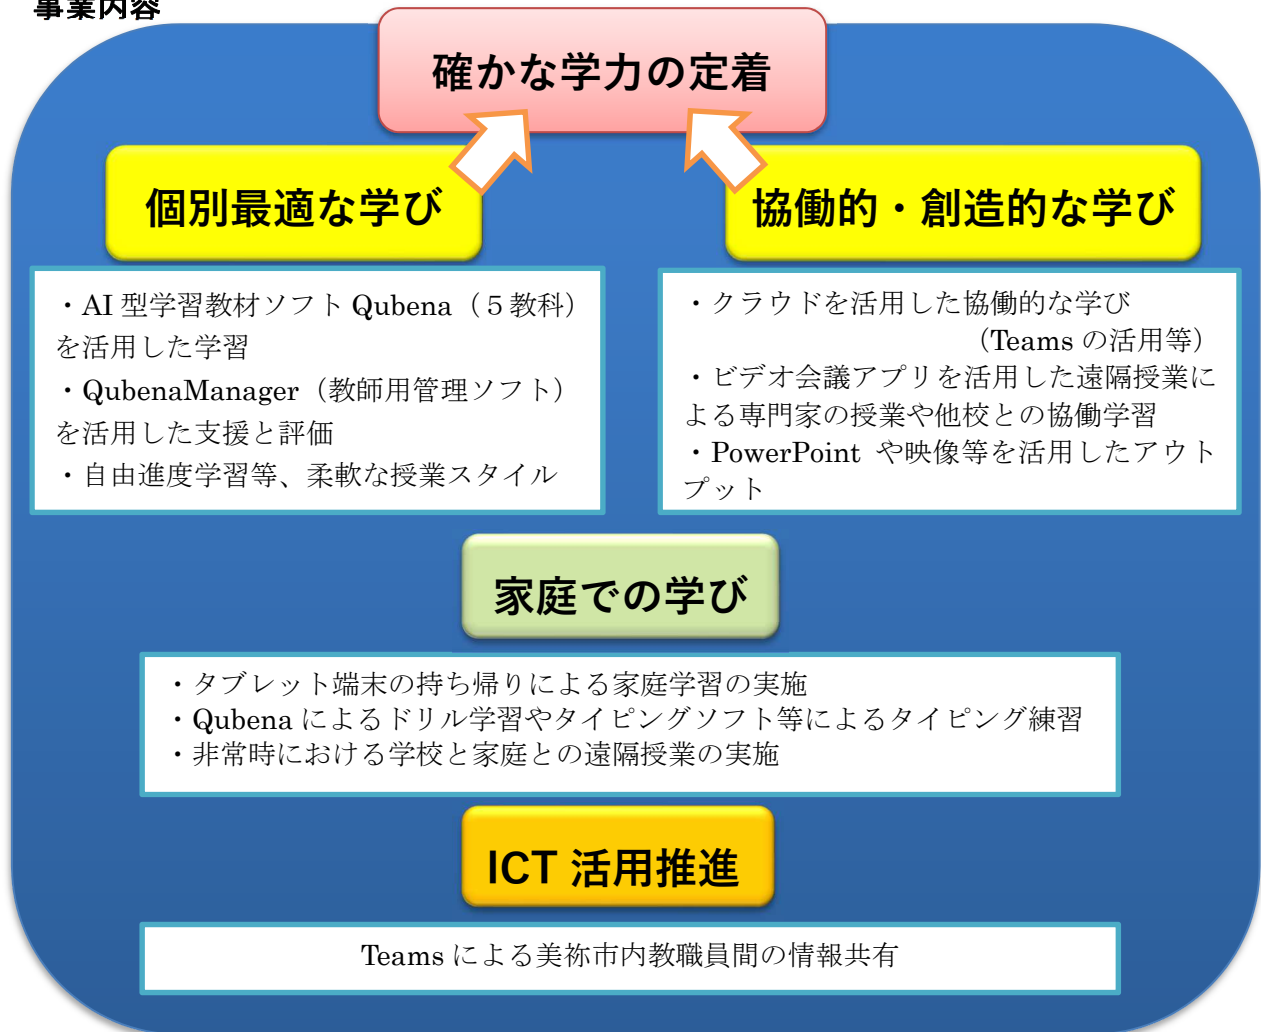 事業内容
確かな学力の定着
個別最適な学び
・AI 型学習教材ソフト Qubena（５教科）
を活用した学習
・QubenaManager（教師用管理ソフト）
を活用した支援と評価
・自由進度学習等、柔軟な授業スタイル
協働的・創造的な学び
・クラウドを活用した協働的な学び
（Teams の活用等）
・ビデオ会議アプリを活用した遠隔授業に
よる専門家の授業や他校との協働学習
・PowerPoint や映像等を活用したアウト
プット
家庭での学び
・タブレット端末の持ち帰りによる家庭学習の実施
・Qubena によるドリル学習やタイピングソフト等によるタイピング練習
・非常時における学校と家庭との遠隔授業の実施
ICT 活用推進
Teams による美祢市内教職員間の情報共有